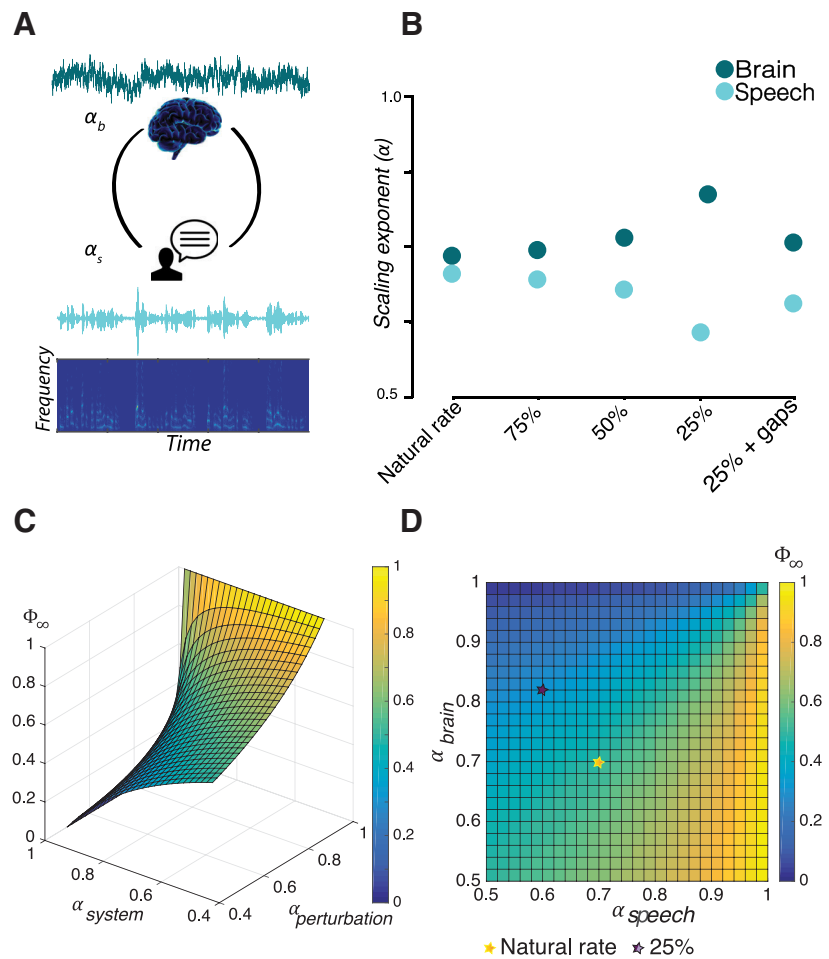 A
α_b
α_s
Frequency
Time
B
Brain
Speech
1.0
Scaling exponent (α)
0.5
Natural rate
75%
50%
25%
25% + gaps
C
Φ∞
1
0.8
0.6
0.4
0.2
0
1
0.8
0.6
0.4
α_system
0.4
0.6
0.8
1
α_perturbation
1
0.8
0.6
0.4
0.2
0
D
Φ∞
1
0.9
0.8
0.7
0.6
0.5
α_brain
0.5
0.6
0.7
0.8
0.9
1
α_speech
1
0.8
0.6
0.4
0.2
0
Natural rate
25%